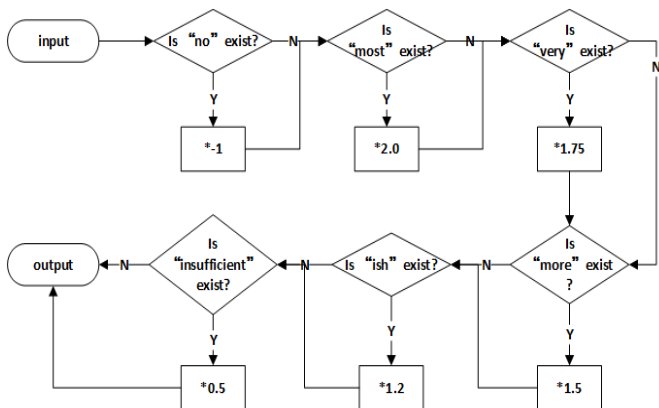 input
Is “no” exist?
N
Is
“most” exist?
N
Is
“very” exist?
N
Y
Y
Y
*-1
*2.0
*1.75
output
N
Is
“insufficient”
exist?
N
Is “ish” exist?
N
Is
“more” exist
?
Y
Y
Y
*0.5
*1.2
*1.5